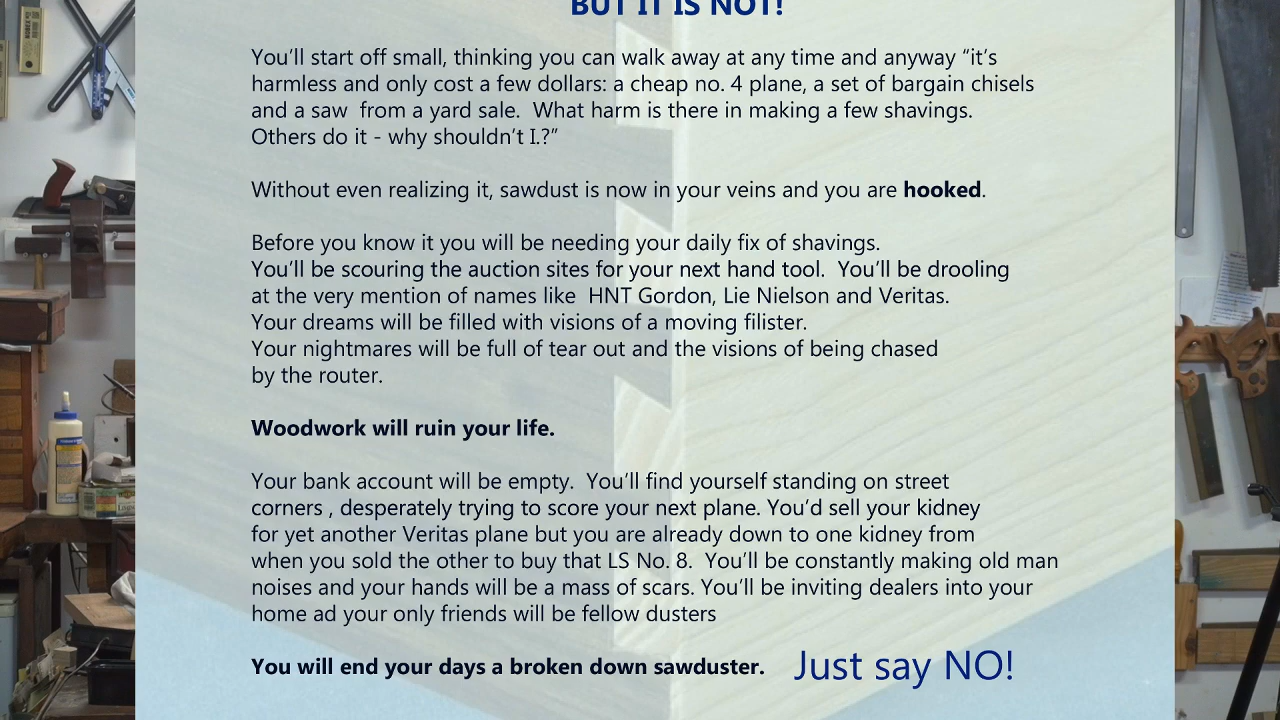 BUT IT IS NOT!
You'll start off small, thinking you can walk away at any time and anyway “it's
harmless and only cost a few dollars: a cheap no. 4 plane, a set of bargain chisels
and a saw  from a yard sale.  What harm is there in making a few shavings.
Others do it - why shouldn't I.?”
Without even realizing it, sawdust is now in your veins and you are hooked.
Before you know it you will be needing your daily fix of shavings.
You'll be scouring the auction sites for your next hand tool.  You'll be drooling
at the very mention of names like  HNT Gordon, Lie Nielson and Veritas.
Your dreams will be filled with visions of a moving filister.
Your nightmares will be full of tear out and the visions of being chased
by the router.
Woodwork will ruin your life.
Your bank account will be empty.  You'll find yourself standing on street
corners , desperately trying to score your next plane. You'd sell your kidney
for yet another Veritas plane but you are already down to one kidney from
when you sold the other to buy that LS No. 8.  You'll be constantly making old man
noises and your hands will be a mass of scars. You'll be inviting dealers into your
home ad your only friends will be fellow dusters
You will end your days a broken down sawduster. Just say NO!